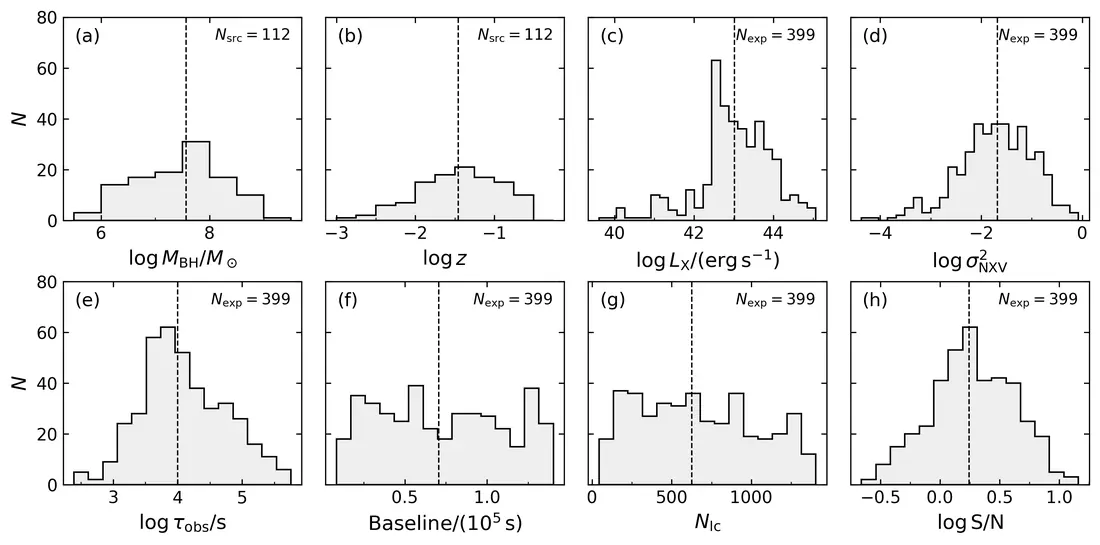 80
60
40
20
0
N
(a) N_src = 112
6 8
log M_BH/M_⊙
(b) N_src = 112
−3 −2 −1
log z
(c) N_exp = 399
40 42 44
log L_X/(erg s⁻¹)
(d) N_exp = 399
−4 −2 0
log σ²_NXV
80
60
40
20
0
N
(e) N_exp = 399
3 4 5
log τ_obs/s
(f) N_exp = 399
0.5 1.0
Baseline/(10⁵ s)
(g) N_exp = 399
0 500 1000
N_lc
(h) N_exp = 399
−0.5 0.0 0.5 1.0
log S/N